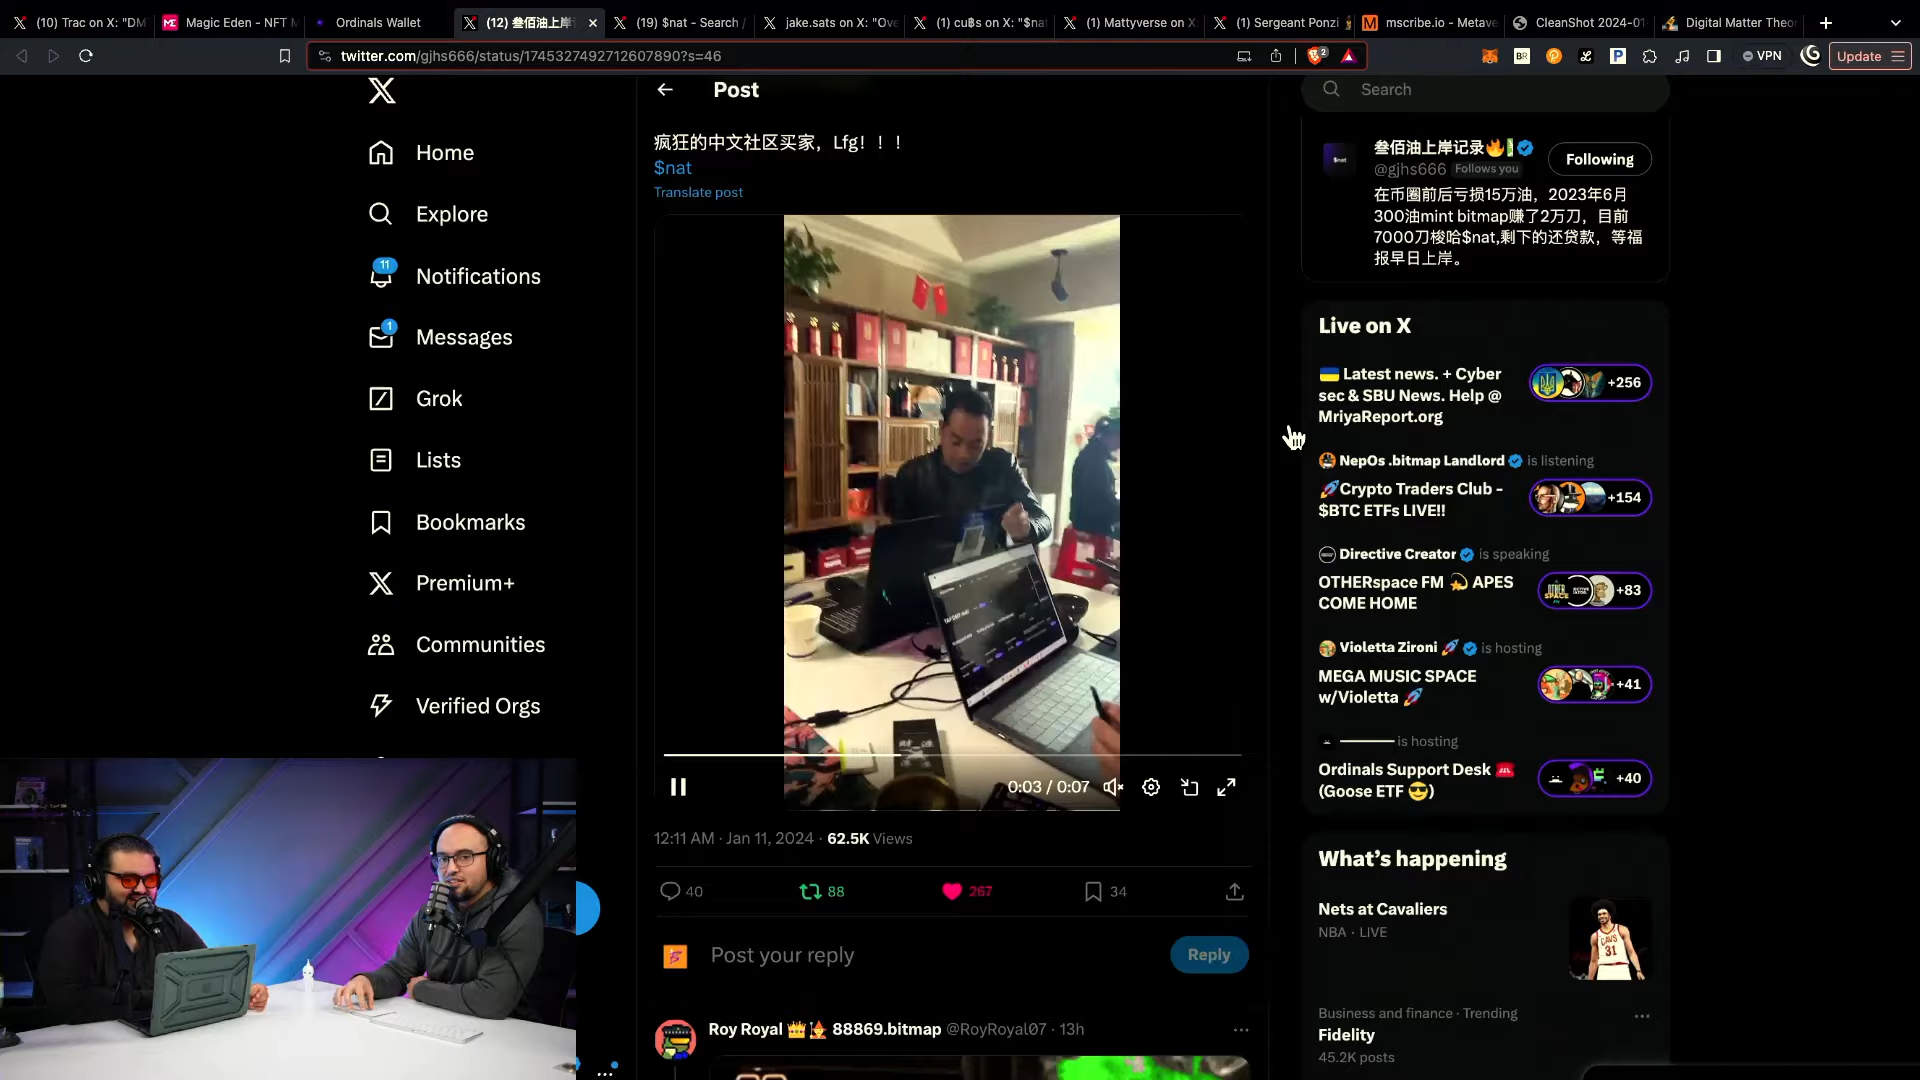 (10) Trac on X: "DM
Magic Eden - NFT M
Ordinals Wallet
(12) 叁佰油上岸
(19) $nat - Search /
jake.sats on X: "Ove
(1) cuBs on X: "$nat
(1) Mattyverse on X:
(1) Sergeant Ponzi
mscribe.io - Metave
CleanShot 2024-01
Digital Matter Theor
twitter.com/gjhs666/status/1745327492712607890?s=46
2
BR
VPN
Update
Post
Search
Home
Explore
11
Notifications
1
Messages
Grok
Lists
Bookmarks
Premium+
Communities
Verified Orgs
疯狂的中文社区买家，Lfg！！！
$nat
Translate post
0:03 / 0:07
12:11 AM · Jan 11, 2024 · 62.5K Views
40
88
267
34
Post your reply
Reply
Roy Royal 88869.bitmap @RoyRoyal07 · 13h
$nat
叁佰油上岸记录
@gjhs666 Follows you
Following
在币圈前后亏损15万油，2023年6月
300油mint bitmap赚了2万刀，目前
7000刀梭哈$nat,剩下的还贷款，等福
报早日上岸。
Live on X
Latest news. + Cyber
sec & SBU News. Help @
MriyaReport.org
+256
NepOs .bitmap Landlord is listening
Crypto Traders Club -
$BTC ETFs LIVE!!
+154
Directive Creator is speaking
OTHERspace FM APES
COME HOME
+83
Violetta Zironi is hosting
MEGA MUSIC SPACE
w/Violetta
+41
is hosting
Ordinals Support Desk
(Goose ETF )
+40
What's happening
Nets at Cavaliers
NBA · LIVE
CAVS
31
Business and finance · Trending
Fidelity
45.2K posts